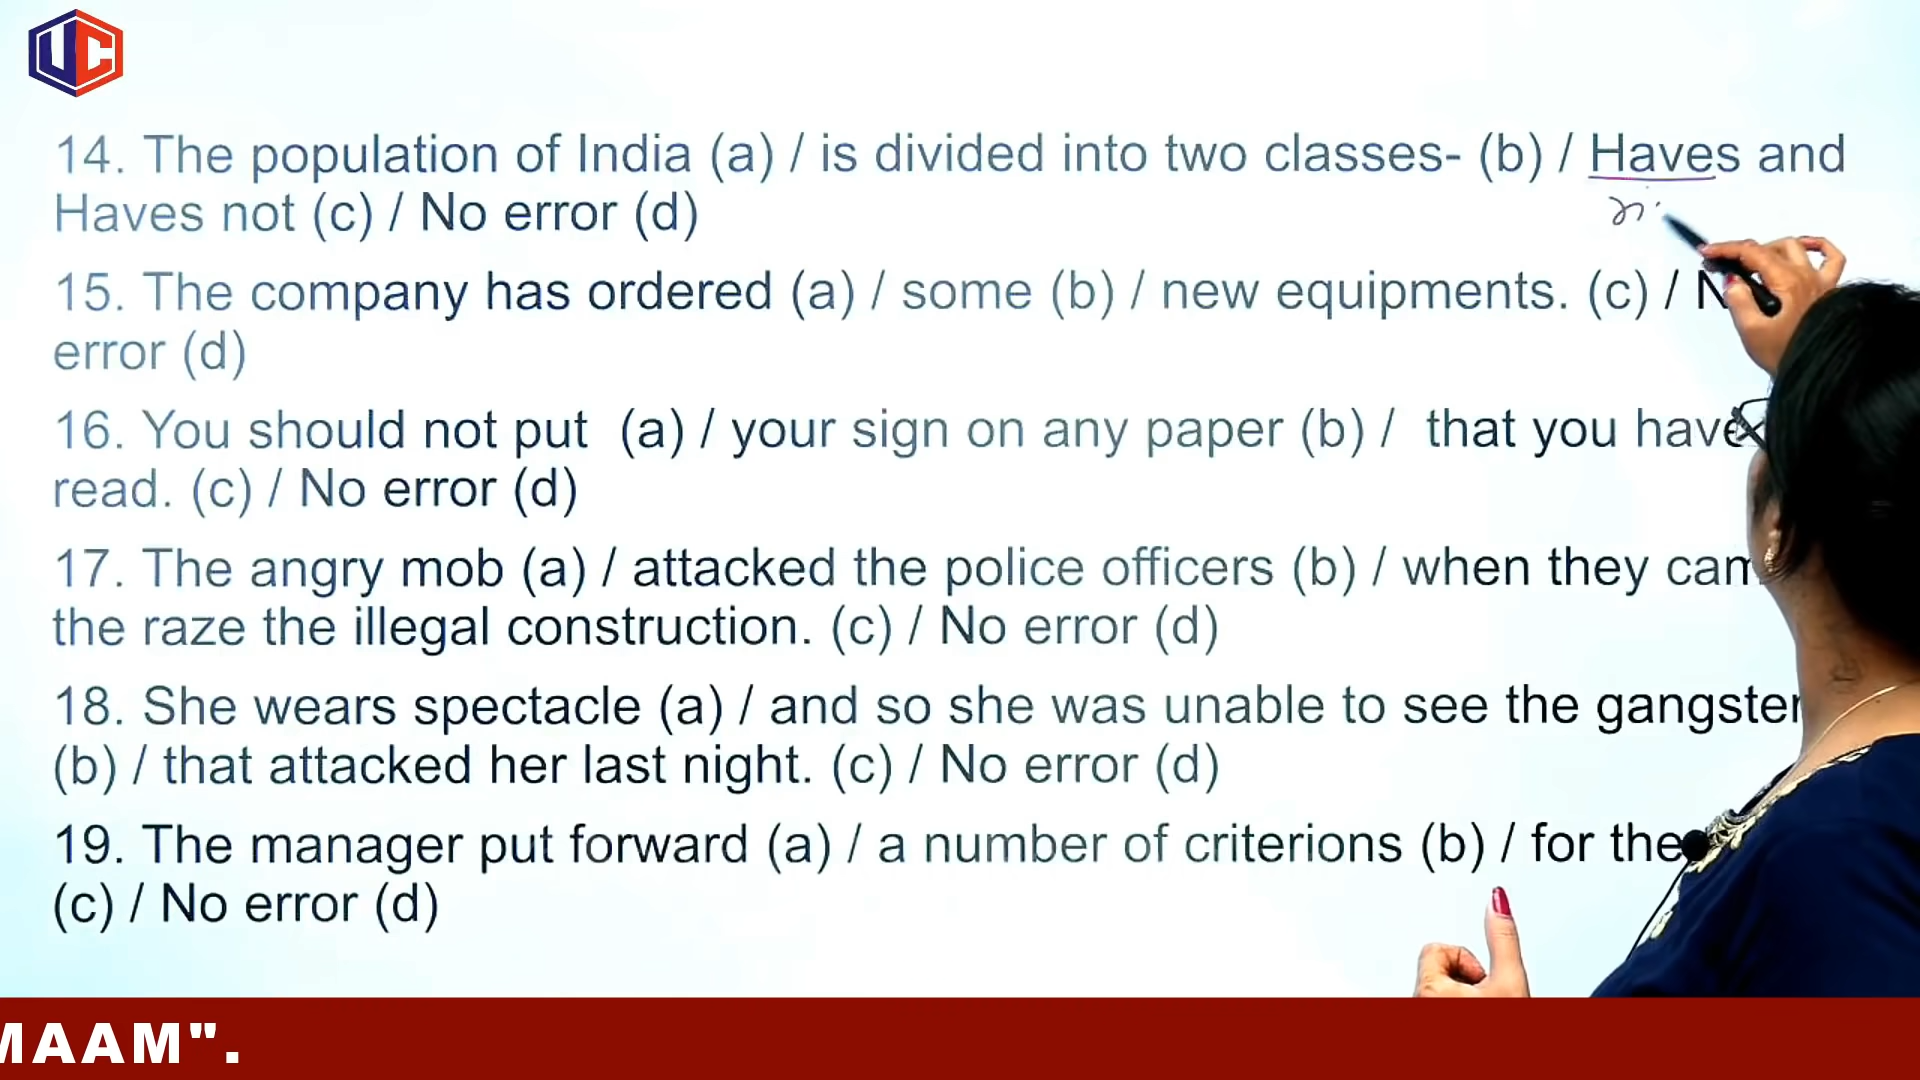 UC
14. The population of India (a) / is divided into two classes- (b) / Haves and
Haves not (c) / No error (d)
15. The company has ordered (a) / some (b) / new equipments. (c) /
error (d)
16. You should not put (a) / your sign on any paper (b) / that you have
read. (c) / No error (d)
17. The angry mob (a) / attacked the police officers (b) / when they
the raze the illegal construction. (c) / No error (d)
18. She wears spectacle (a) / and so she was unable to see the gangster
(b) / that attacked her last night. (c) / No error (d)
19. The manager put forward (a) / a number of criterions (b) / for the
(c) / No error (d)
MAAM".